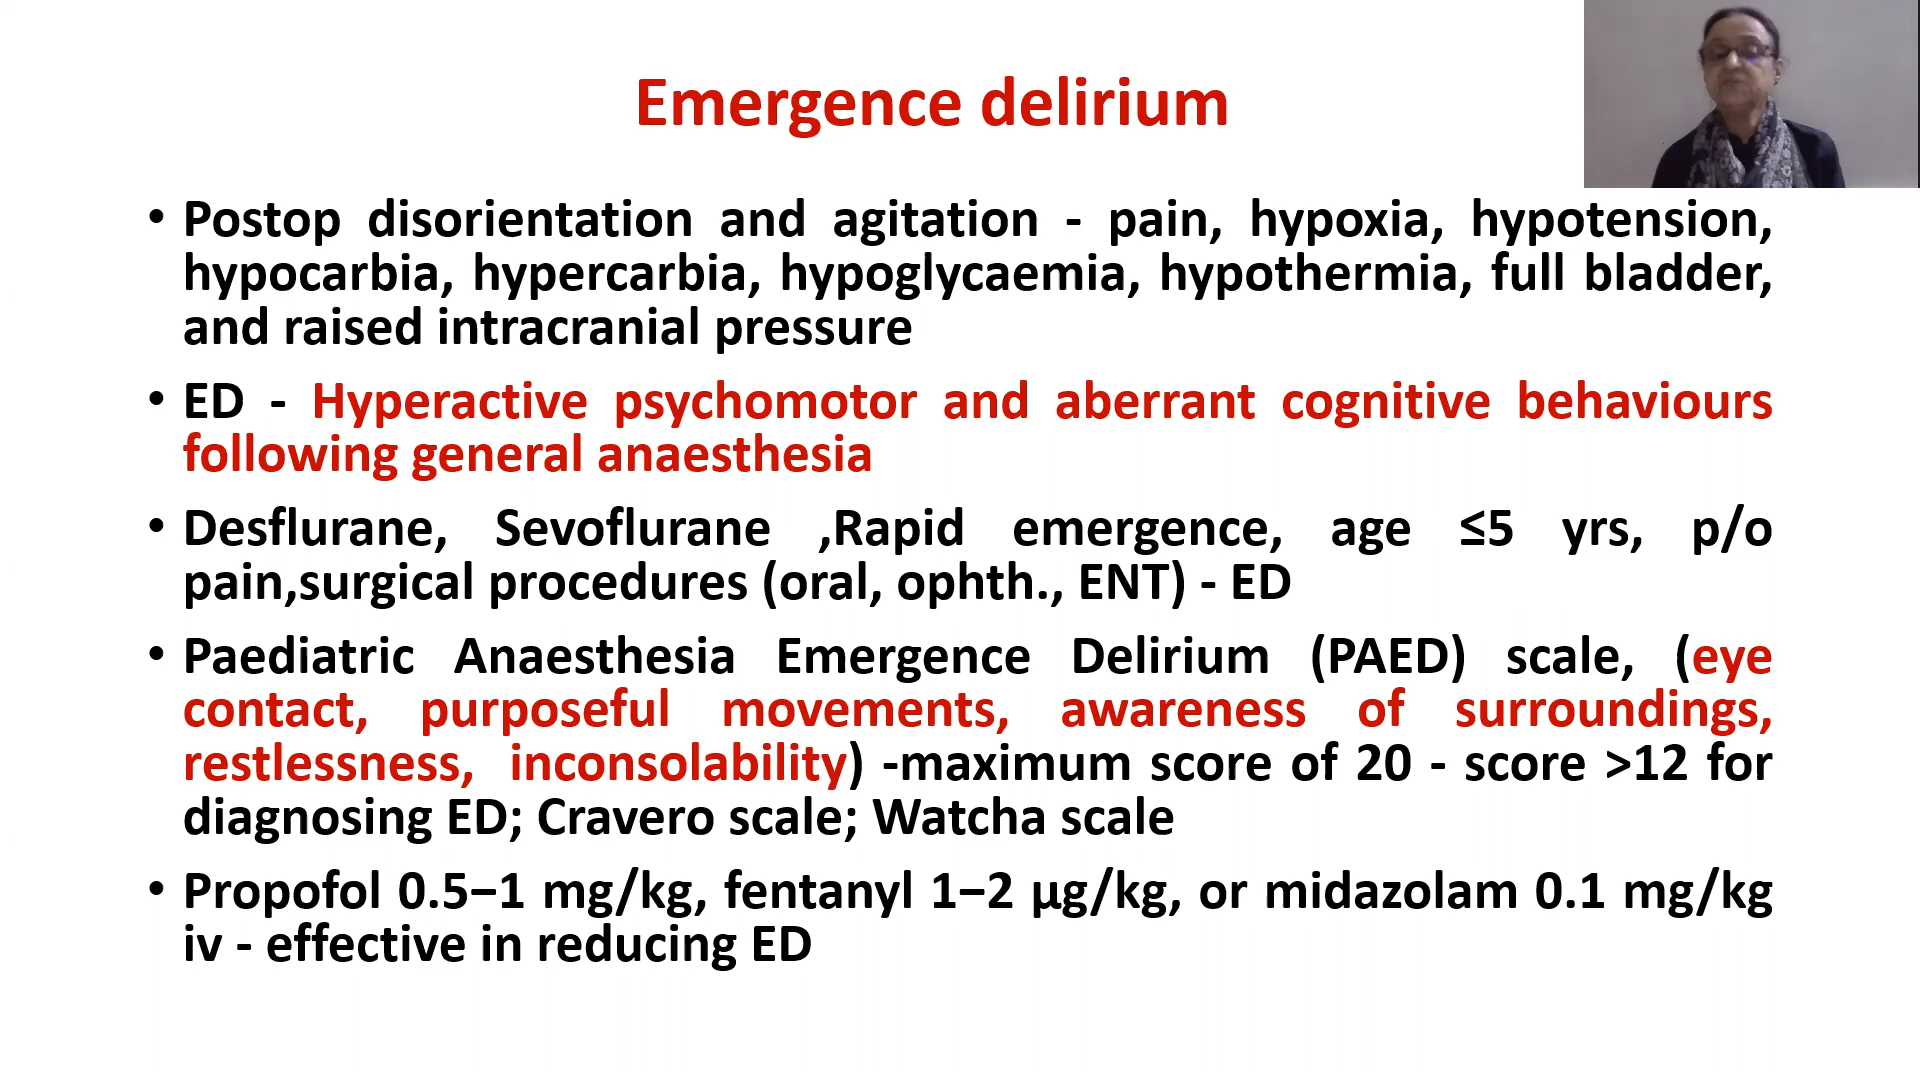 Emergence delirium
• Postop disorientation and agitation - pain, hypoxia, hypotension,
hypocarbia, hypercarbia, hypoglycaemia, hypothermia, full bladder,
and raised intracranial pressure
• ED - Hyperactive psychomotor and aberrant cognitive behaviours
following general anaesthesia
• Desflurane, Sevoflurane ,Rapid emergence, age ≤5 yrs, p/o
pain,surgical procedures (oral, ophth., ENT) - ED
• Paediatric Anaesthesia Emergence Delirium (PAED) scale, (eye
contact, purposeful movements, awareness of surroundings,
restlessness, inconsolability) -maximum score of 20 - score >12 for
diagnosing ED; Cravero scale; Watcha scale
• Propofol 0.5−1 mg/kg, fentanyl 1−2 μg/kg, or midazolam 0.1 mg/kg
iv - effective in reducing ED